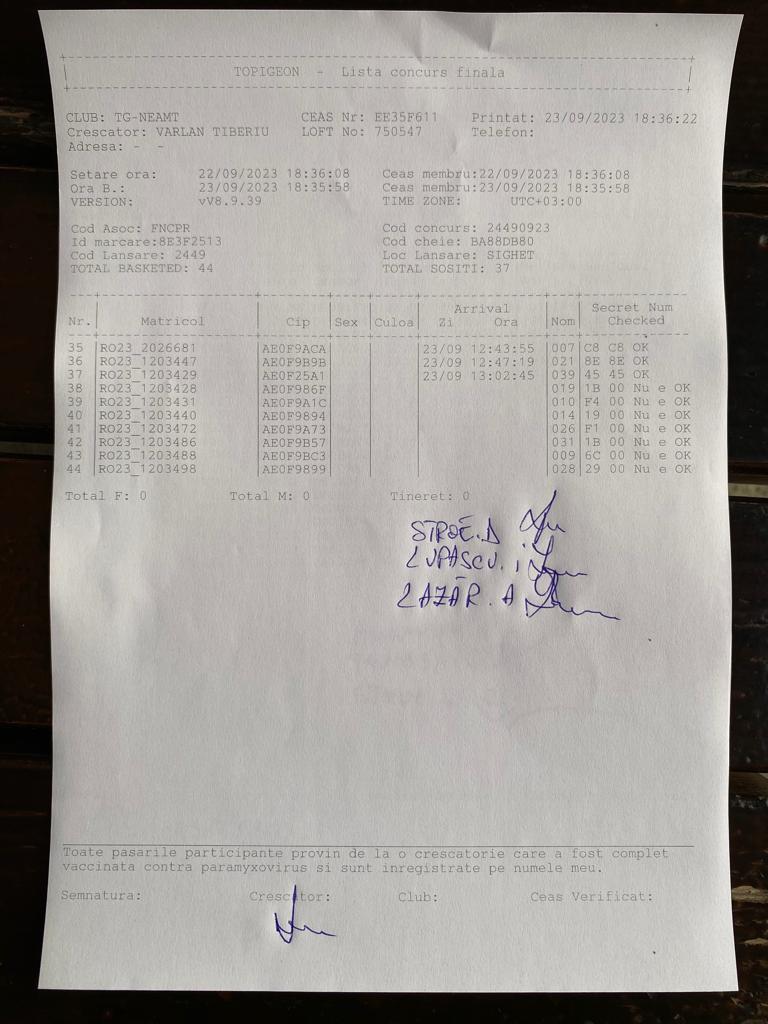 TOPIGEON - Lista concurs finala
CLUB: TG-NEAMT CEAS Nr: EE35F611 Printat: 23/09/2023 18:36:22
Crescator: VARLAN TIBERIU LOFT No: 750547 Telefon:
Adresa: - -
Setare ora: 22/09/2023 18:36:08 Ceas membru:22/09/2023 18:36:08
Ora B.: 23/09/2023 18:35:58 Ceas membru:23/09/2023 18:35:58
VERSION: vV8.9.39 TIME ZONE: UTC+03:00
Cod Asoc: FNCPR Cod concurs: 24490923
Id marcare:8E3F2513 Cod cheie: BA88DB80
Cod Lansare: 2449 Loc Lansare: SIGHET
TOTAL BASKETED: 44 TOTAL SOSITI: 37
Arrival Secret Num
Nr. Matricol Cip Sex Culoa Zi Ora Nom Checked
35 RO23_2026681 AE0F9ACA 23/09 12:43:55 007 C8 C8 OK
36 RO23_1203447 AE0F9B9B 23/09 12:47:19 021 8E 8E OK
37 RO23_1203429 AE0F25A1 23/09 13:02:45 039 45 45 OK
38 RO23_1203428 AE0F986F 019 1B 00 Nu e OK
39 RO23_1203431 AE0F9A1C 010 F4 00 Nu e OK
40 RO23_1203440 AE0F9894 014 19 00 Nu e OK
41 RO23_1203472 AE0F9A73 026 F1 00 Nu e OK
42 RO23_1203486 AE0F9B57 031 1B 00 Nu e OK
43 RO23_1203488 AE0F9BC3 009 6C 00 Nu e OK
44 RO23_1203498 AE0F9899 028 29 00 Nu e OK
Total F: 0 Total M: 0 Tineret: 0
STROE.D
LUPASCU.i
LAZĂR.A
Toate pasarile participante provin de la o crescatorie care a fost complet
vaccinata contra paramyxovirus si sunt inregistrate pe numele meu.
Semnatura: Crescator: Club: Ceas Verificat: